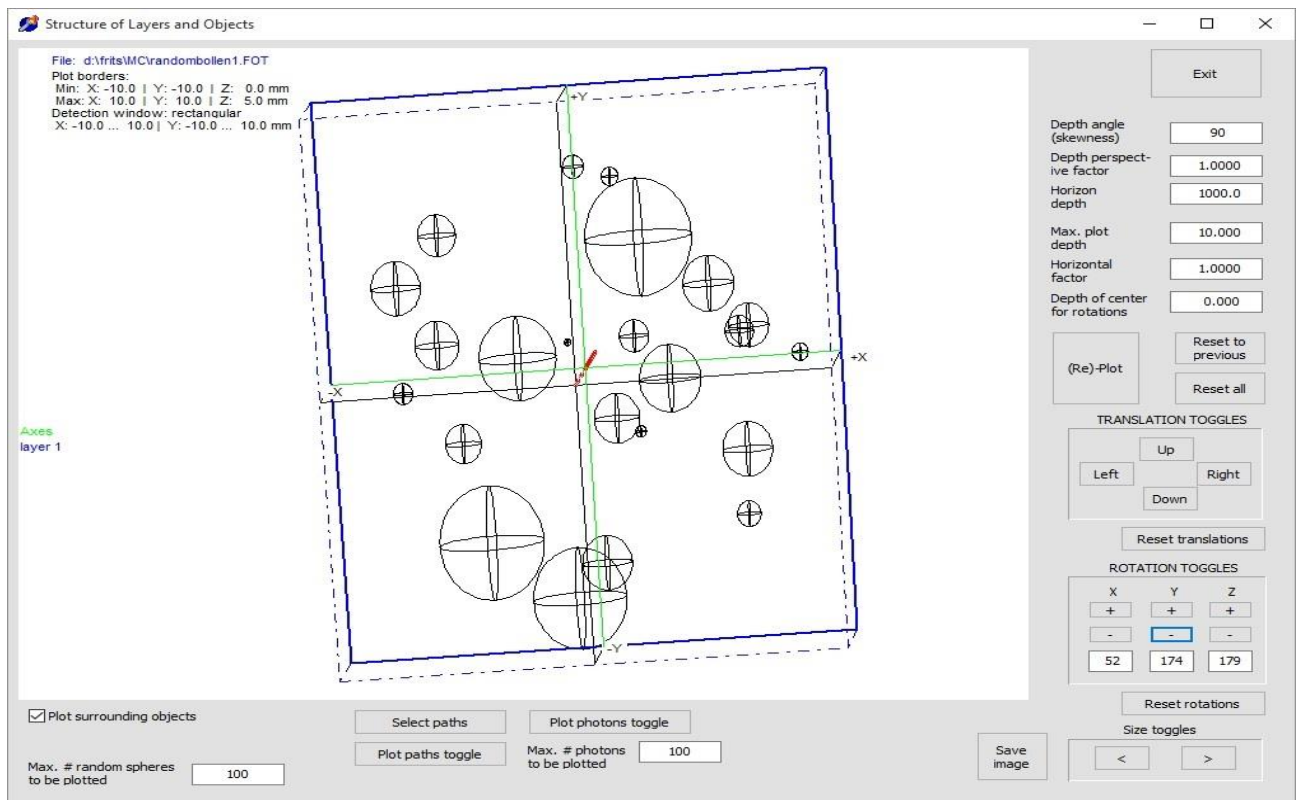 Structure of Layers and Objects
File: d:\frits\MC\randombollen1.FOT
Plot borders:
Min: X: -10.0 | Y: -10.0 | Z: 0.0 mm
Max: X: 10.0 | Y: 10.0 | Z: 5.0 mm
Detection window: rectangular
X: -10.0 ... 10.0 | Y: -10.0 ... 10.0 mm
+Y
+X
-X
-Y
Axes
layer 1
Exit
Depth angle
(skewness)
90
Depth perspect-
ive factor
1.0000
Horizon
depth
1000.0
Max. plot
depth
10.000
Horizontal
factor
1.0000
Depth of center
for rotations
0.000
(Re)-Plot
Reset to
previous
Reset all
TRANSLATION TOGGLES
Up
Left
Right
Down
Reset translations
ROTATION TOGGLES
X Y Z
+ + +
- - -
52 174 179
Reset rotations
Size toggles
< >
Plot surrounding objects
Max. # random spheres
to be plotted
100
Select paths
Plot paths toggle
Plot photons toggle
Max. # photons
to be plotted
100
Save
image